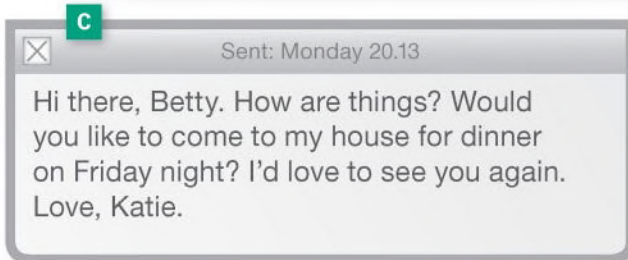 C
Sent: Monday 20.13
Hi there, Betty. How are things? Would
you like to come to my house for dinner
on Friday night? I'd love to see you again.
Love, Katie.